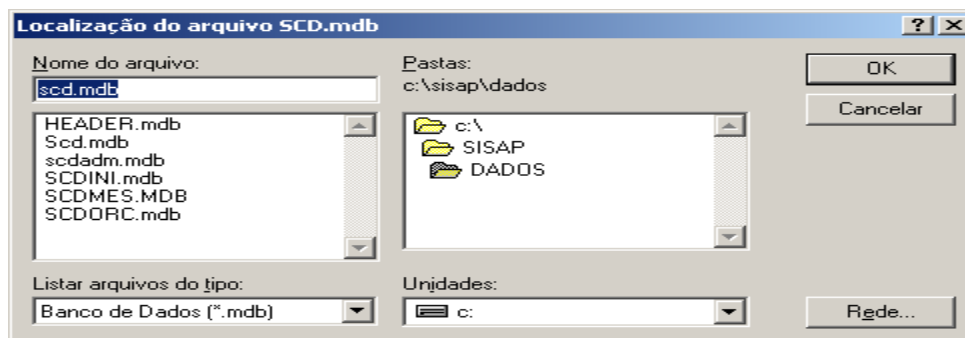 Localização do arquivo SCD.mdb
Nome do arquivo:
scd.mdb
HEADER.mdb
Scd.mdb
scdadm.mdb
SCDINI.mdb
SCDMES.MDB
SCDORC.mdb
Listar arquivos do tipo:
Banco de Dados (*.mdb)
Pastas:
c:\sisap\dados
c:\
SISAP
DADOS
Unidades:
c:
OK
Cancelar
Rede...